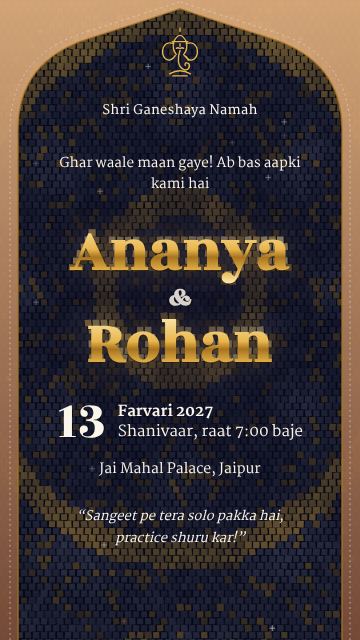 Shri Ganeshaya Namah
Ghar waale maan gaye! Ab bas aapki
kami hai
Ananya
&
Rohan
13 Farvari 2027
Shanivaar, raat 7:00 baje
Jai Mahal Palace, Jaipur
“Sangeet pe tera solo pakka hai,
practice shuru kar!”